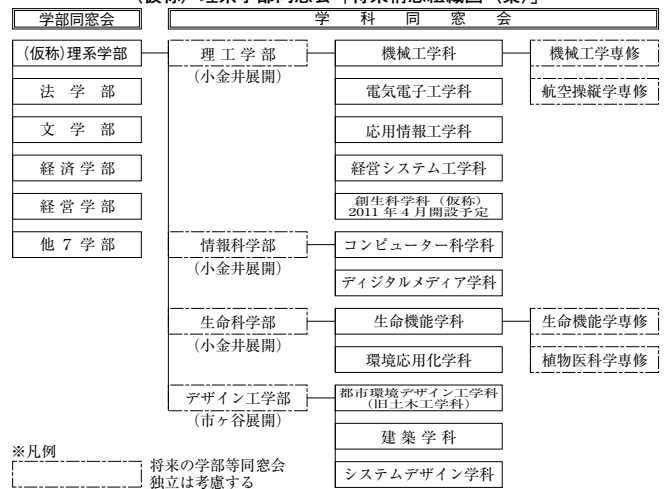 (仮称)理系学部同窓会「将来構想組織図(案)」
学部同窓会
学科同窓会
(仮称)理系学部
理工学部
機械工学科
機械工学専修
(小金井展開)
法学部
電気電子工学科
航空操縦学専修
文学部
応用情報工学科
経済学部
経営システム工学科
経営学部
創生科学科(仮称)
2011年4月開設予定
他7学部
情報科学部
コンピューター科学科
(小金井展開)
ディジタルメディア学科
生命科学部
生命機能学科
生命機能学専修
(小金井展開)
環境応用化学科
植物医科学専修
デザイン工学部
都市環境デザイン工学科
(旧土木工学科)
(市ヶ谷展開)
建築学科
システムデザイン学科
※凡例
将来の学部等同窓会
独立は考慮する